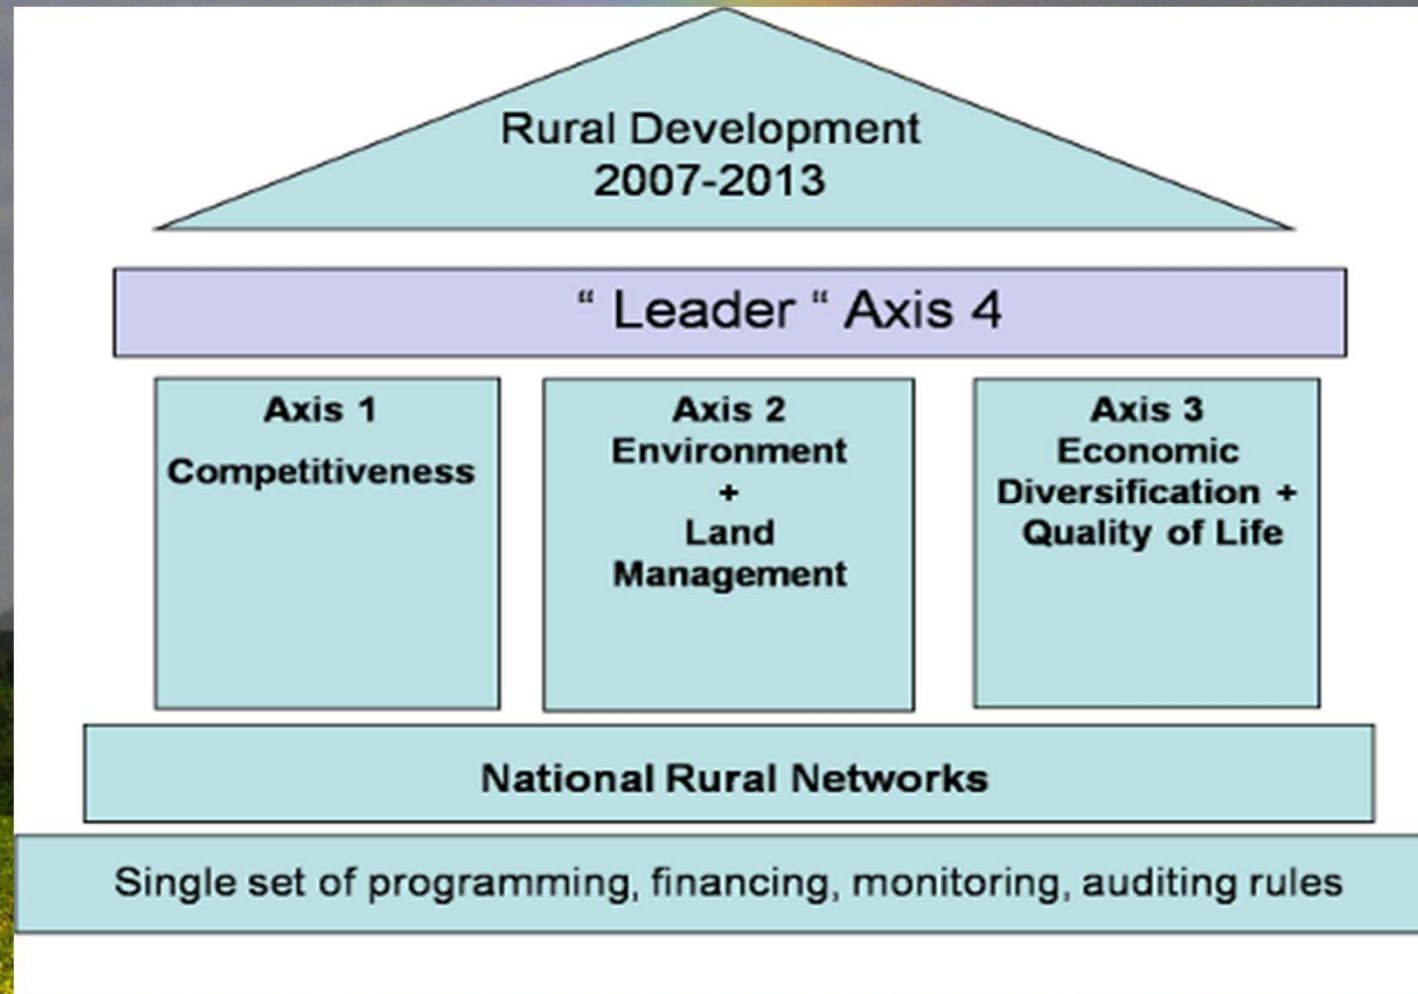 Rural Development
2007-2013
“ Leader “ Axis 4
Axis 1
Competitiveness
Axis 2
Environment
+
Land
Management
Axis 3
Economic
Diversification +
Quality of Life
National Rural Networks
Single set of programming, financing, monitoring, auditing rules